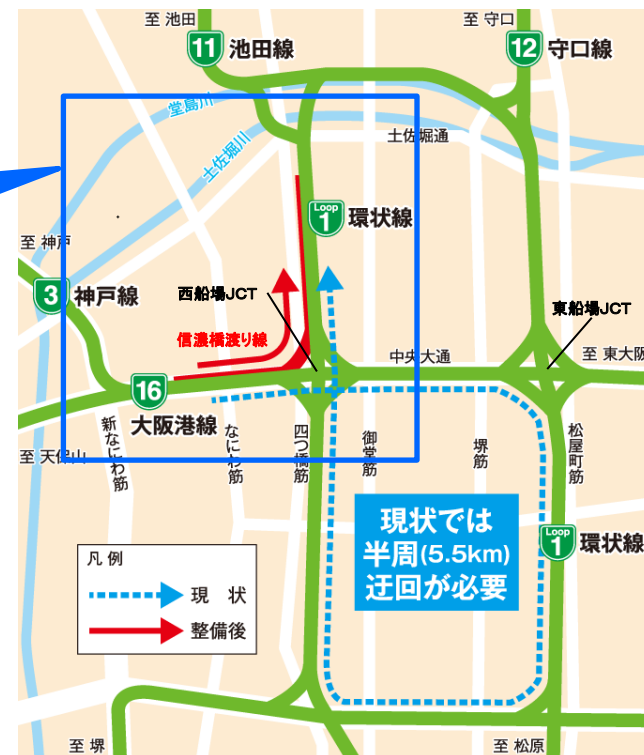 至 池田
至 守口
11 池田線
12 守口線
堂島川
土佐堀川
土佐堀通
Loop
1 環状線
至 神戸
3 神戸線
西船場JCT
東船場JCT
信濃橋渡り線
中央大通
至 東大阪
16
大阪港線
至 天保山
新なにわ筋
なにわ筋
四つ橋筋
御堂筋
堺筋
松屋町筋
現状では
半周(5.5km)
迂回が必要
Loop
1 環状線
凡 例
現 状
整備後
至 堺
至 松原